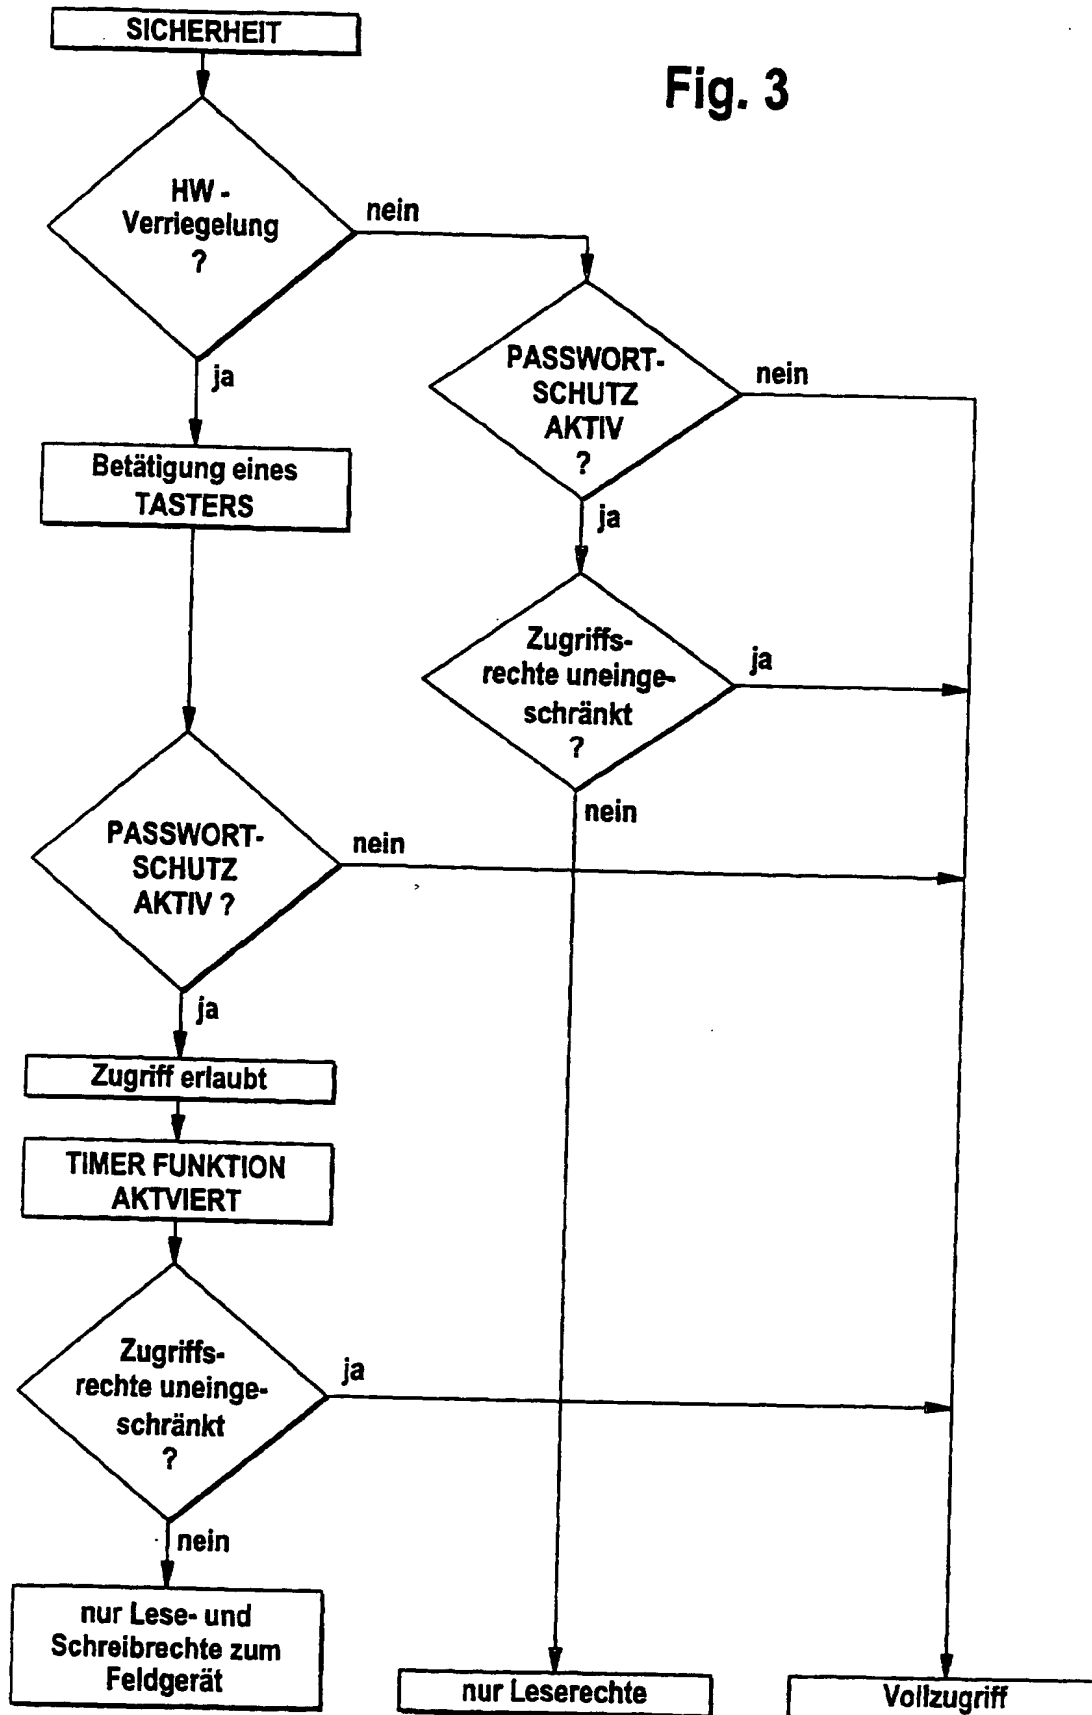 SICHERHEIT
Fig. 3
HW -
Verriegelung
?
nein
ja
PASSWORT-
SCHUTZ
AKTIV
?
nein
ja
Betätigung eines
TASTERS
Zugriffs-
rechte uneinge-
schränkt
?
ja
nein
PASSWORT-
SCHUTZ
AKTIV ?
nein
ja
Zugriff erlaubt
TIMER FUNKTION
AKTVIERT
Zugriffs-
rechte uneinge-
schränkt
?
ja
nein
nur Lese- und
Schreibrechte zum
Feldgerät
nur Leserechte
Vollzugriff